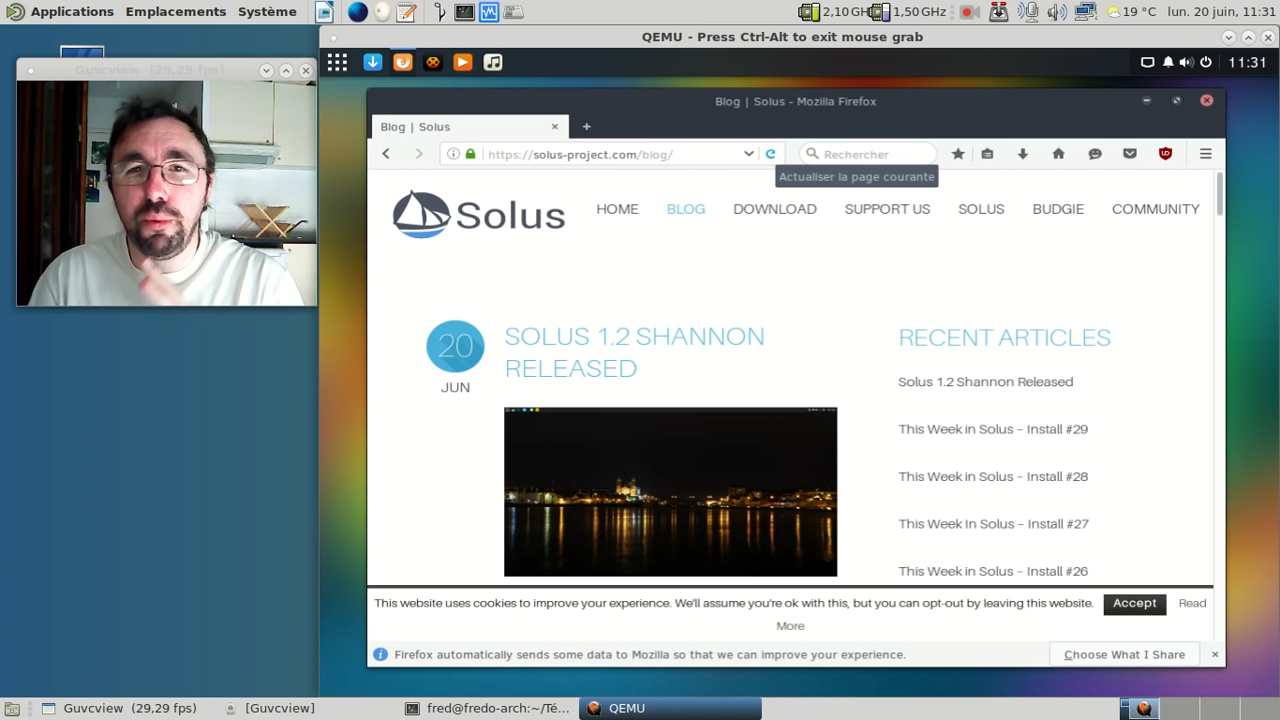 Applications Emplacements Système 2,10 GH 1,50 GHz 19 °C lun. 20 juin, 11:31
QEMU - Press Ctrl-Alt to exit mouse grab
Guvcview (29,29 fps)
11:31
Blog | Solus - Mozilla Firefox
Blog | Solus
https://solus-project.com/blog/
Rechercher
Actualiser la page courante
Solus
HOME BLOG DOWNLOAD SUPPORT US SOLUS BUDGIE COMMUNITY
20
JUN
SOLUS 1.2 SHANNON
RELEASED
RECENT ARTICLES
Solus 1.2 Shannon Released
This Week in Solus - Install #29
This Week in Solus - Install #28
This Week In Solus - Install #27
This Week in Solus - Install #26
This website uses cookies to improve your experience. We'll assume you're ok with this, but you can opt-out by leaving this website. Accept Read
More
Firefox automatically sends some data to Mozilla so that we can improve your experience. Choose What I Share
Guvcview (29,29 fps) [Guvcview] fred@fredo-arch:~/Té... QEMU